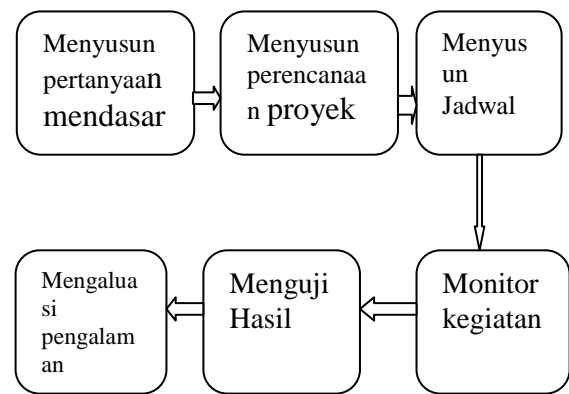 Menyusun
pertanyaan
mendasar
Menyusun
perencanaa
n proyek
Menyus
un
Jadwal
Mengalua
si
pengalam
an
Menguji
Hasil
Monitor
kegiatan